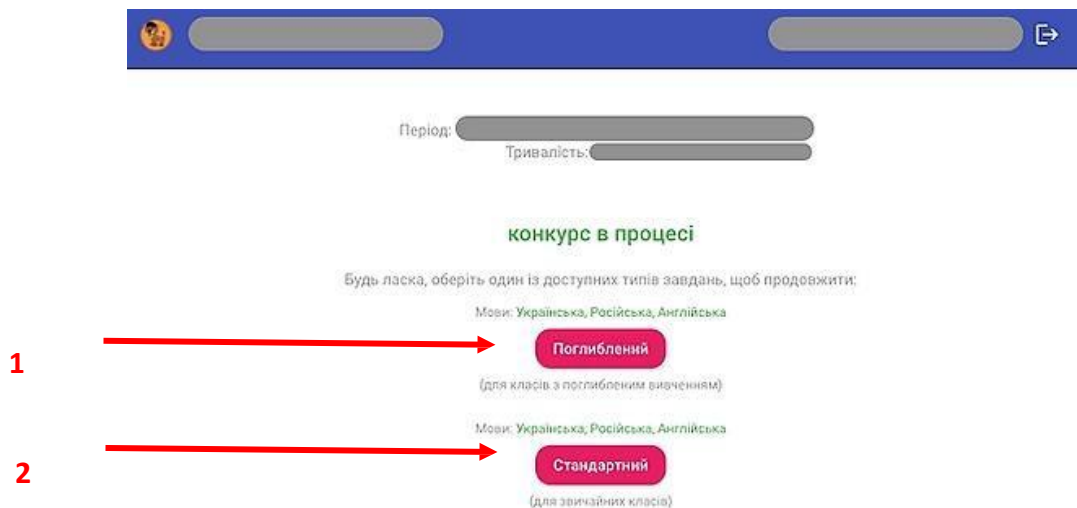 Період:
Тривалість:
конкурс в процесі
Будь ласка, оберіть один із доступних типів завдань, щоб продовжити:
Мови: Українська, Російська, Англійська
1
Поглиблений
(для класів з поглибленим вивченням)
Мови: Українська, Російська, Англійська
2
Стандартний
(для звичайних класів)